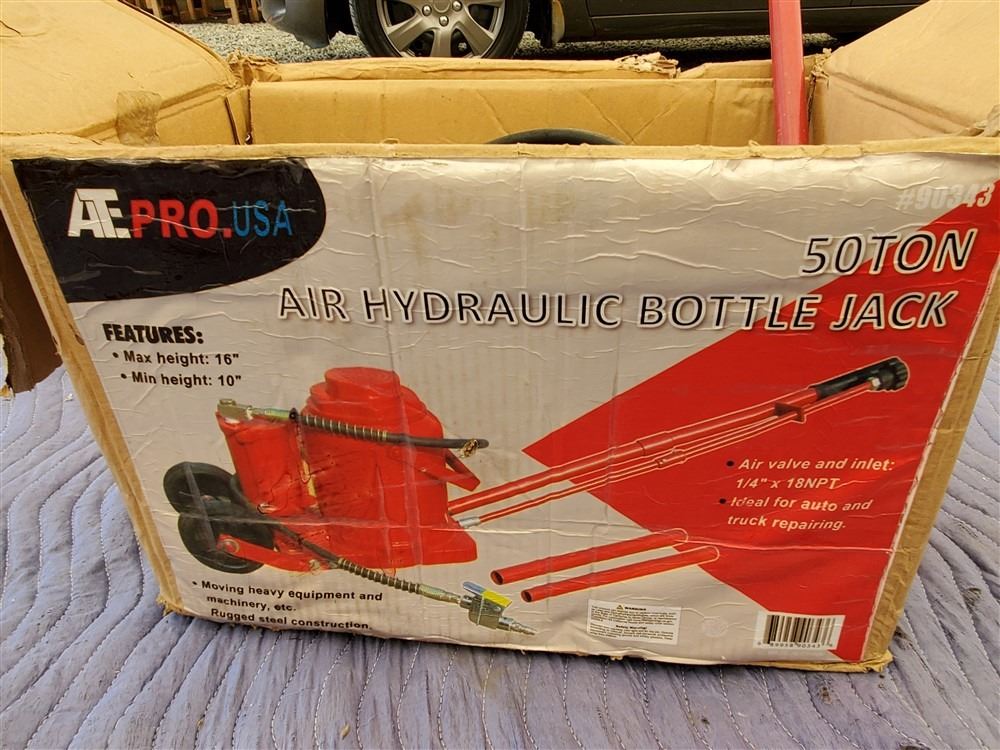 ATE PRO.USA
#90343
50TON
AIR HYDRAULIC BOTTLE JACK
FEATURES:
• Max height: 16"
• Min height: 10"
• Air valve and inlet:
1/4" x 18NPT
• Ideal for auto and
truck repairing.
• Moving heavy equipment and
machinery, etc.
Rugged steel construction.
WARNING